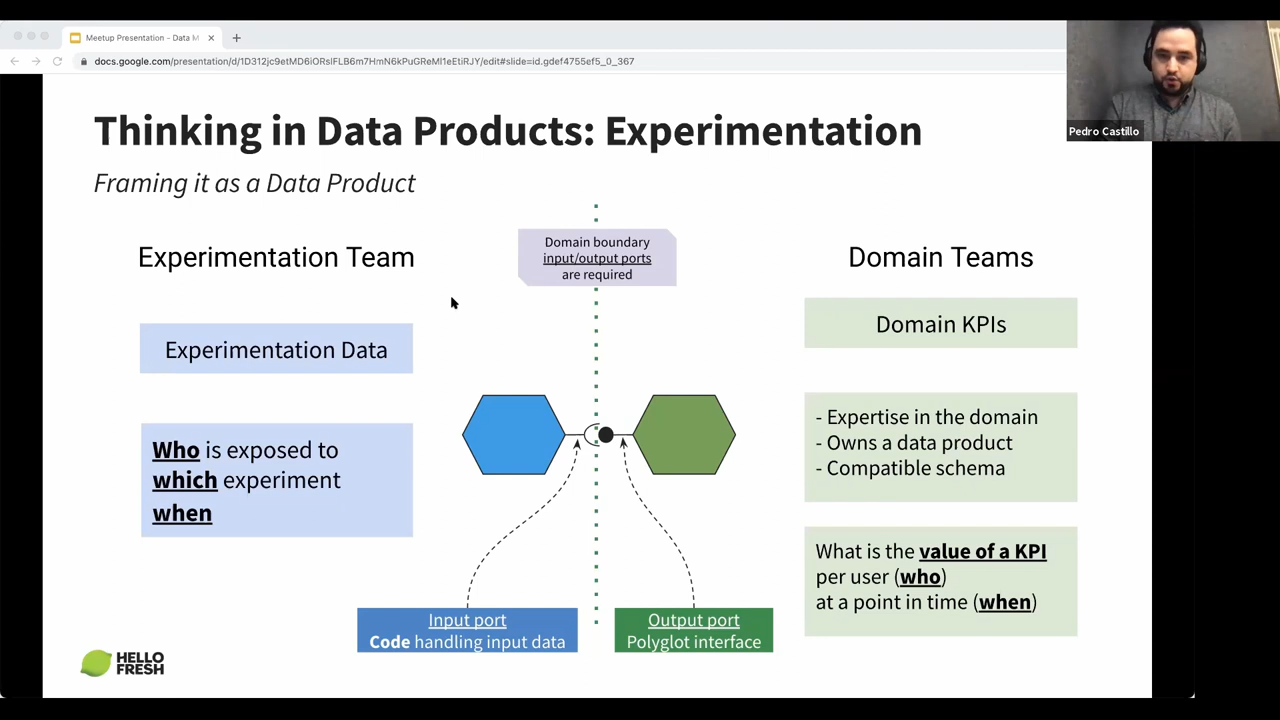 Meetup Presentation - Data M
docs.google.com/presentation/d/1D312jc9etMD6iORsIFLB6m7HmN6kPuGReMl1eEtiRJY/edit#slide=id.gdef4755ef5_0_367
Pedro Castillo
Thinking in Data Products: Experimentation
Framing it as a Data Product
Experimentation Team
Experimentation Data
Who is exposed to
which experiment
when
Domain boundary
input/output ports
are required
Input port
Code handling input data
Output port
Polyglot interface
Domain Teams
Domain KPIs
- Expertise in the domain
- Owns a data product
- Compatible schema
What is the value of a KPI
per user (who)
at a point in time (when)
HELLO
FRESH